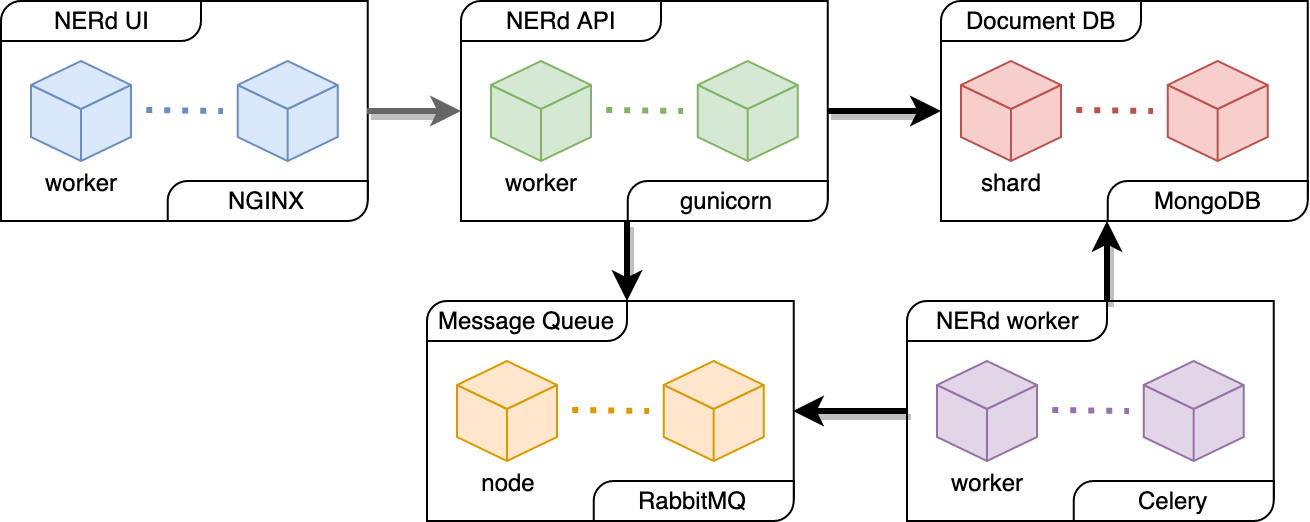 NERd UI
worker
NGINX
NERd API
worker
gunicorn
Document DB
shard
MongoDB
Message Queue
node
RabbitMQ
NERd worker
worker
Celery